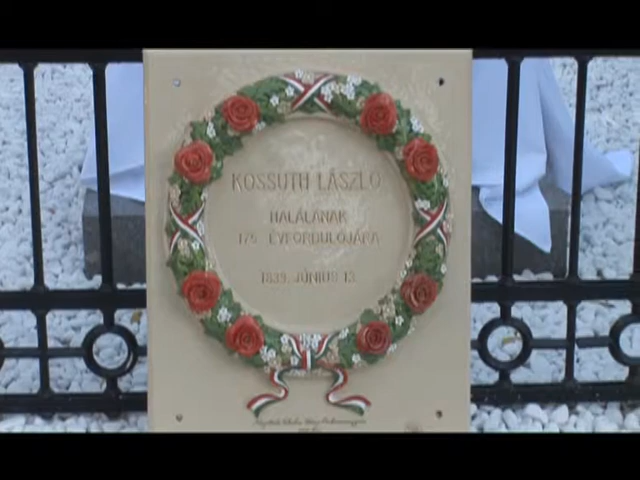 KOSSUTH LÁSZLÓ
HALÁLÁNAK
175. ÉVFORDULÓJÁRA
1839. JÚNIUS 13.